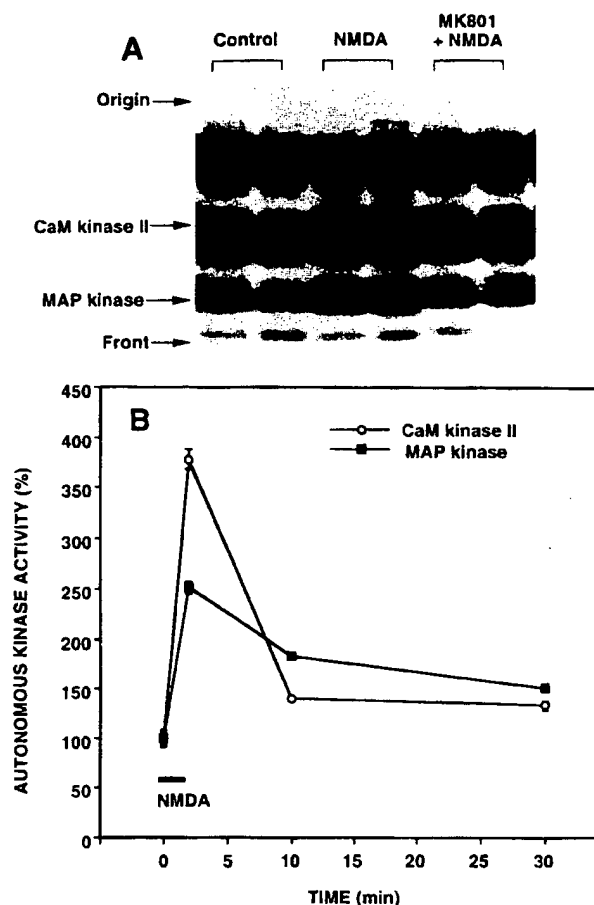 A
Control
NMDA
MK801
+ NMDA
Origin
CaM kinase II
MAP kinase
Front
B
CaM kinase II
MAP kinase
AUTONOMOUS KINASE ACTIVITY (%)
450
400
350
300
250
200
150
100
50
0
NMDA
0 5 10 15 20 25 30
TIME (min)